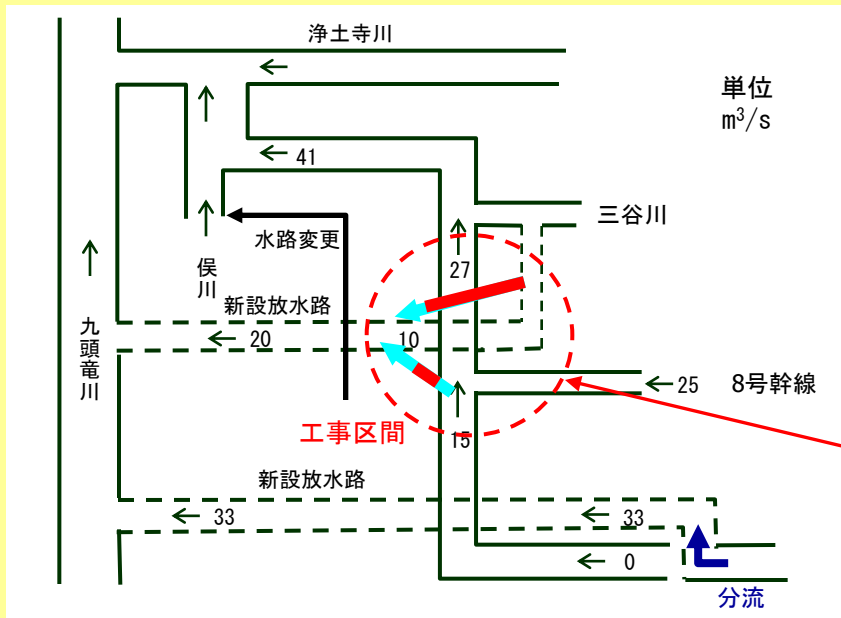 浄土寺川
単位
m³/s
41
三谷川
水路変更
27
俣川
新設放水路
20
10
九頭竜川
25
8号幹線
工事区間
15
新設放水路
33
33
0
分流